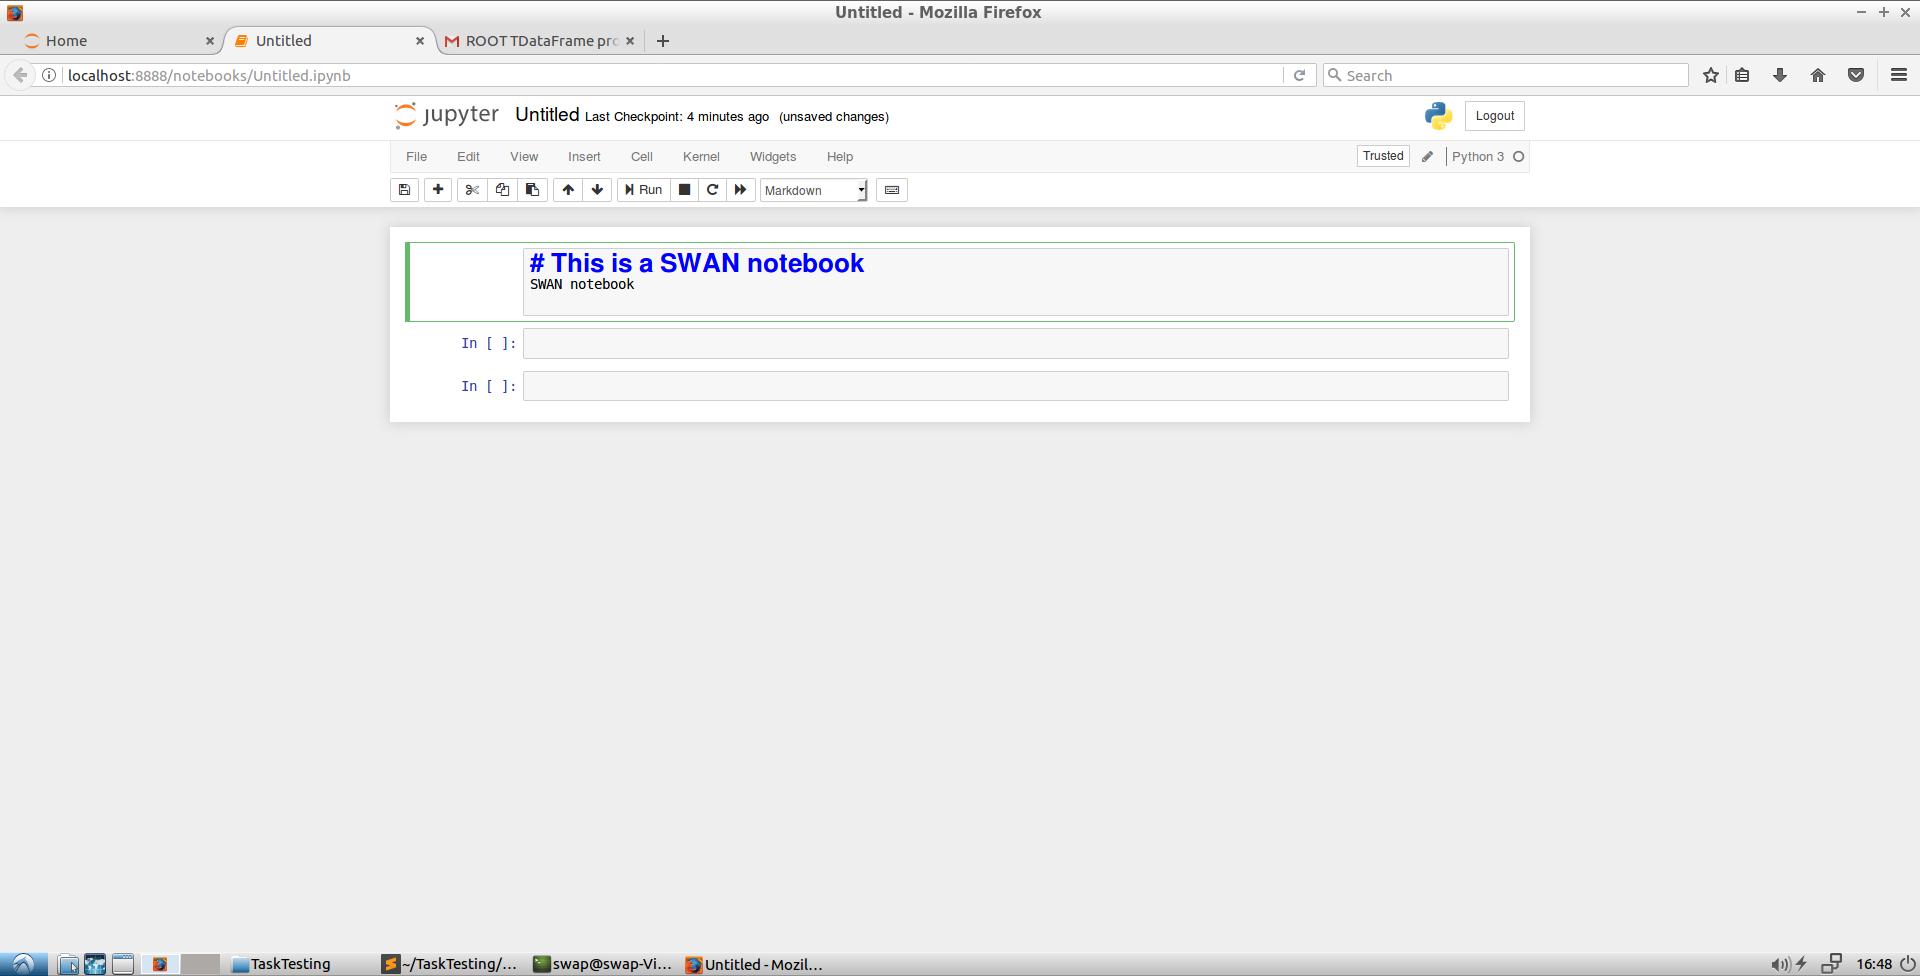 Untitled - Mozilla Firefox
Home
Untitled
ROOT TDataFrame pro
localhost:8888/notebooks/Untitled.ipynb
Search
jupyter Untitled Last Checkpoint: 4 minutes ago (unsaved changes)
Logout
File Edit View Insert Cell Kernel Widgets Help
Trusted
Python 3
Run
Markdown
# This is a SWAN notebook
SWAN notebook
In [ ]:
In [ ]:
TaskTesting
~/TaskTesting/...
swap@swap-Vi...
Untitled - Mozil...
16:48